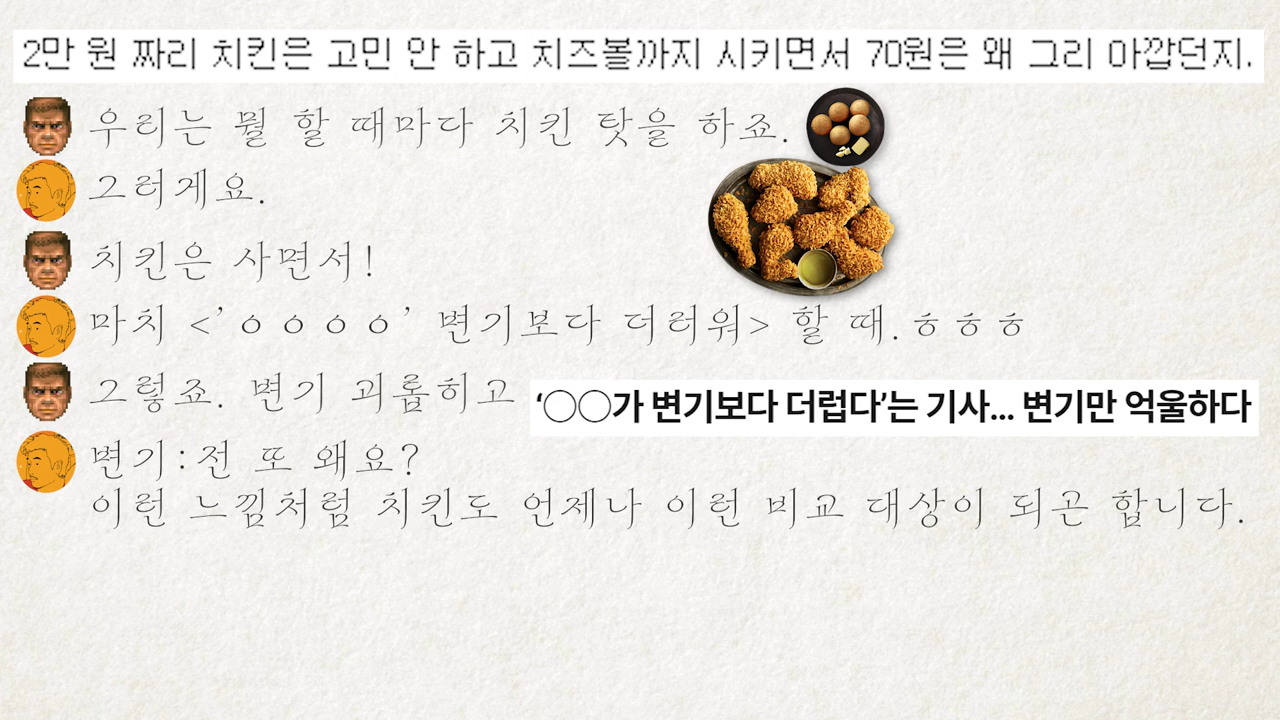 2만 원 짜리 치킨은 고민 안 하고 치즈볼까지 시키면서 70원은 왜 그리 아깝던지.
우리는 뭘 할 때마다 치킨 탓을 하죠.
그러게요.
치킨은 사면서!
마치 <'ㅇㅇㅇㅇ' 변기보다 더러워> 할 때.ㅎㅎㅎ
그렇죠. 변기 괴롭히고
‘○○가 변기보다 더럽다’는 기사... 변기만 억울하다
변기:전 또 왜요?
이런 느낌처럼 치킨도 언제나 이런 비교 대상이 되곤 합니다.